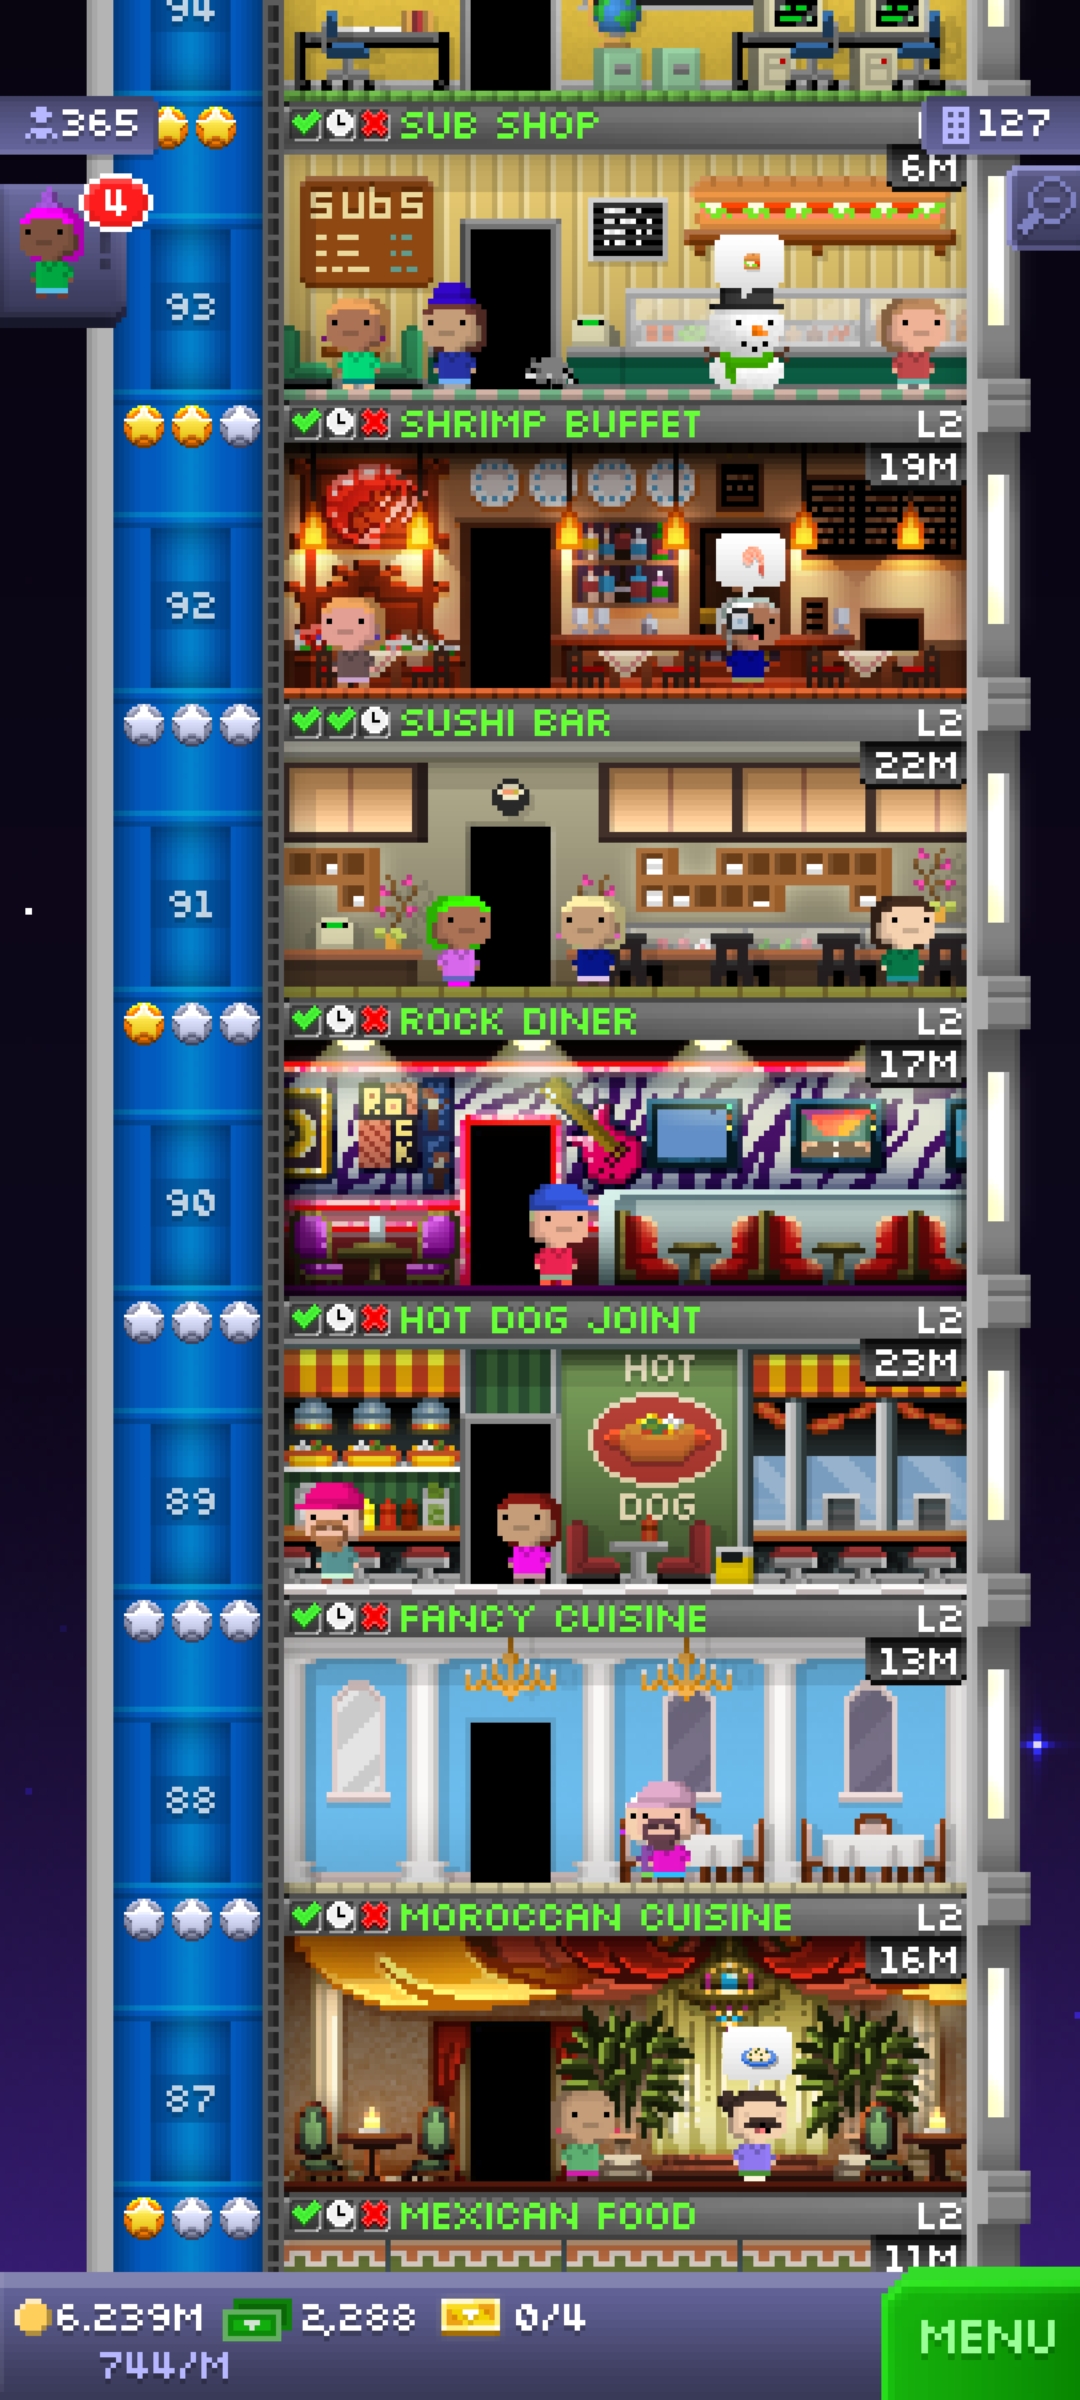 94
365
SUB SHOP
127
6M
4
subs
93
SHRIMP BUFFET
L2
19M
92
SUSHI BAR
L2
22M
91
ROCK DINER
L2
17M
ROCK
90
HOT DOG JOINT
L2
23M
HOT
DOG
89
FANCY CUISINE
L2
13M
88
MOROCCAN CUISINE
L2
16M
87
MEXICAN FOOD
L2
11M
6.239M 2,288 0/4
744/M
MENU